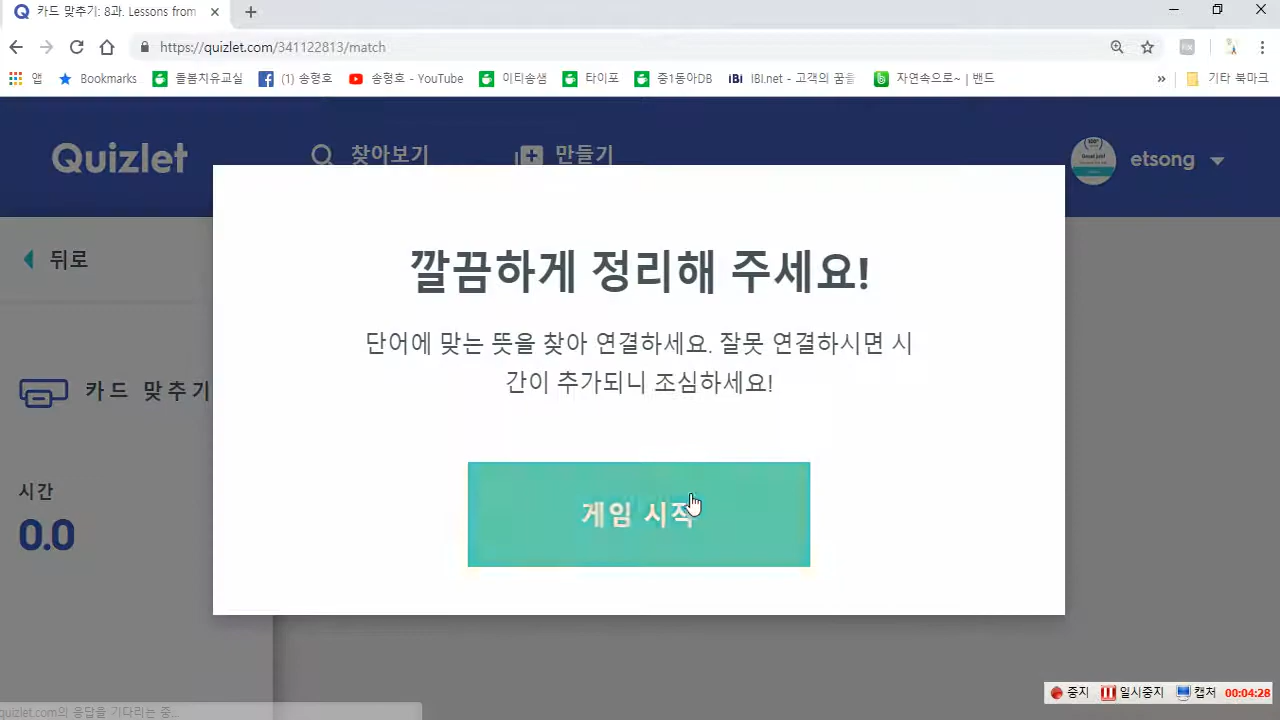 카드 맞추기: 8과. Lessons from
https://quizlet.com/341122813/match
앱 Bookmarks 돌봄치유교실 (1) 송형호 송형호 - YouTube 이티송샘 타이포 중1동아DB IBI.net - 고객의 꿈을 자연속으로~ | 밴드 » 기타 북마크
Quizlet 찾아보기 만들기 etsong
뒤로
깔끔하게 정리해 주세요!
단어에 맞는 뜻을 찾아 연결하세요. 잘못 연결하시면 시
간이 추가되니 조심하세요!
카드 맞추기
시간
0.0
게임 시작
중지 일시중지 캡처 00:04:28
quizlet.com의 응답을 기다리는 중...